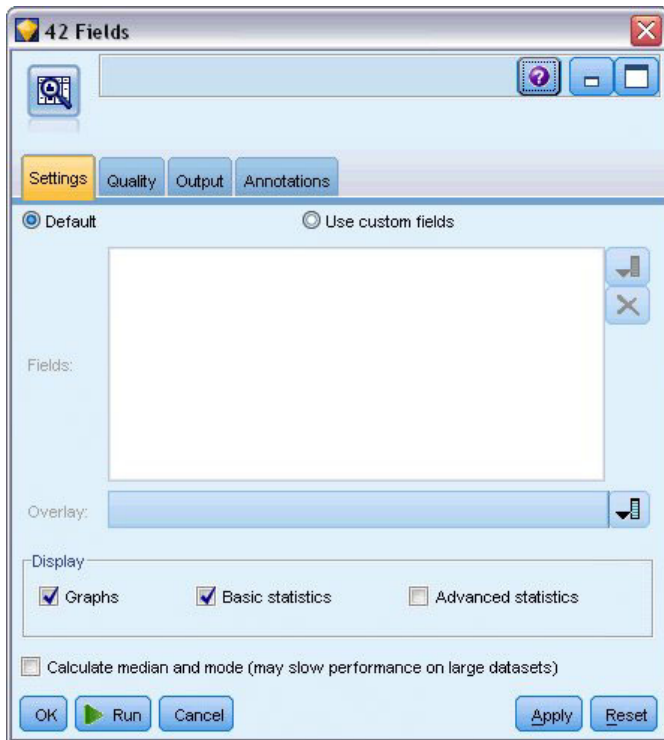 42 Fields
Settings Quality Output Annotations
Default Use custom fields
Fields:
Overlay:
Display
Graphs Basic statistics Advanced statistics
Calculate median and mode (may slow performance on large datasets)
OK Run Cancel Apply Reset